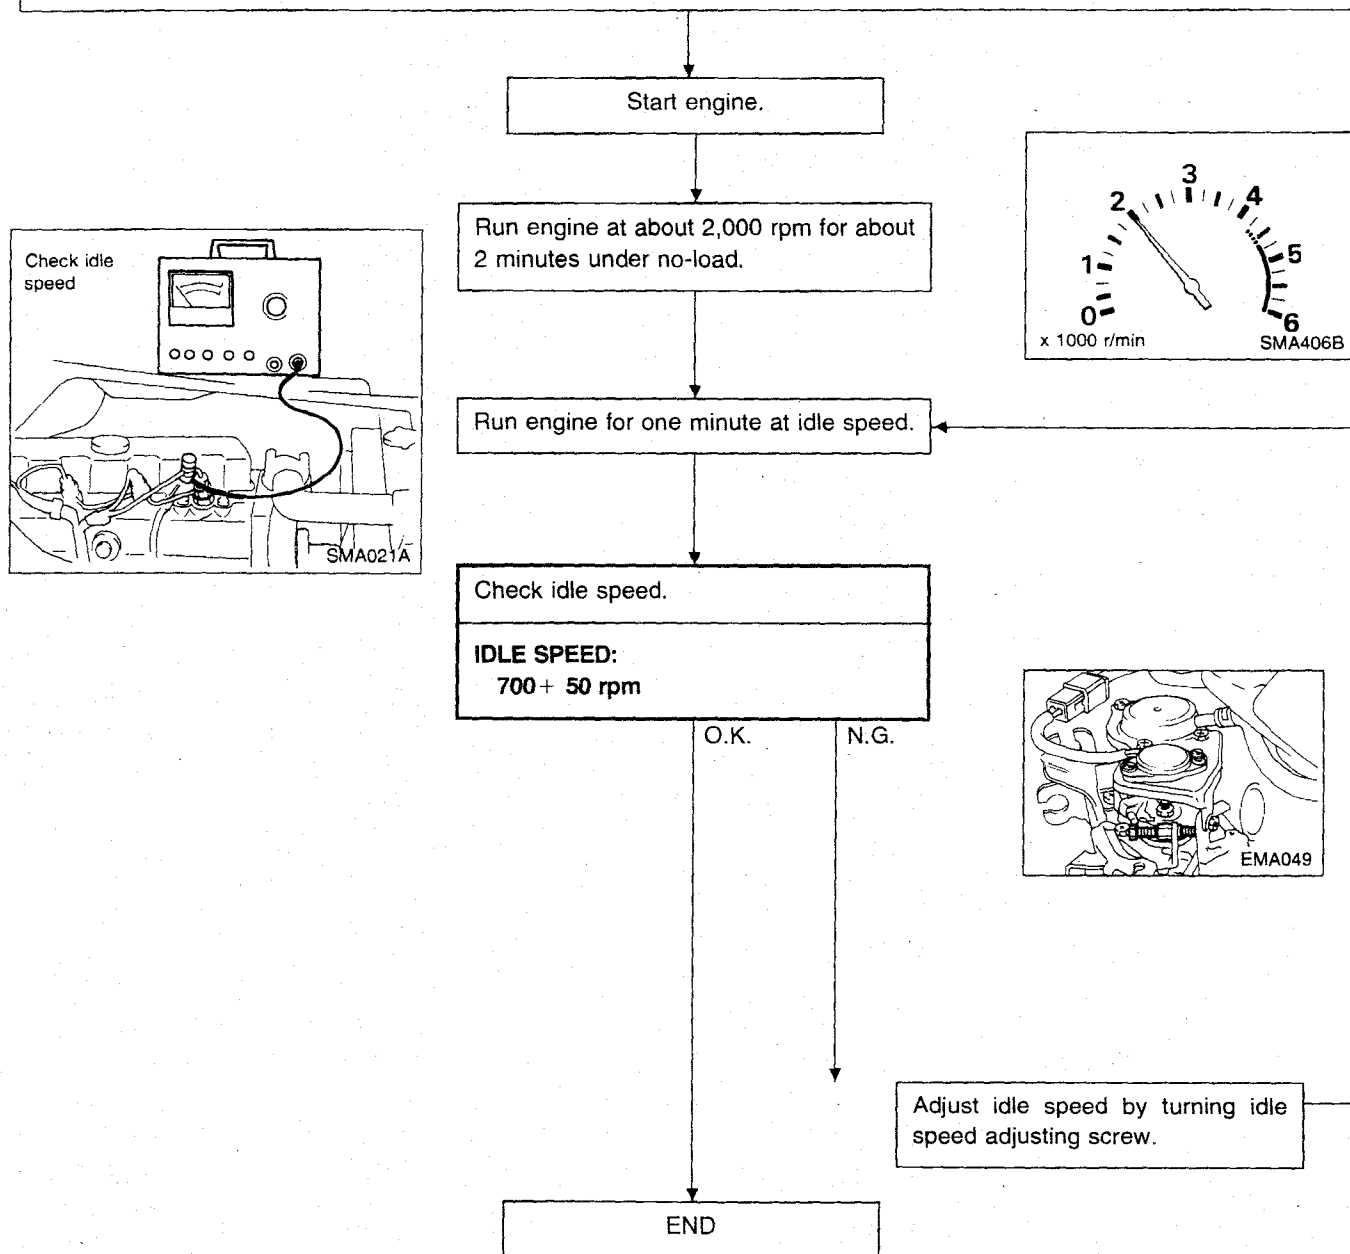 Start engine.
Run engine at about 2,000 rpm for about
2 minutes under no-load.
Check idle
speed
SMA021A
0
1
2
3
4
5
6
x 1000 r/min
SMA406B
Run engine for one minute at idle speed.
Check idle speed.
IDLE SPEED:
700+ 50 rpm
O.K.
N.G.
EMA049
Adjust idle speed by turning idle
speed adjusting screw.
END